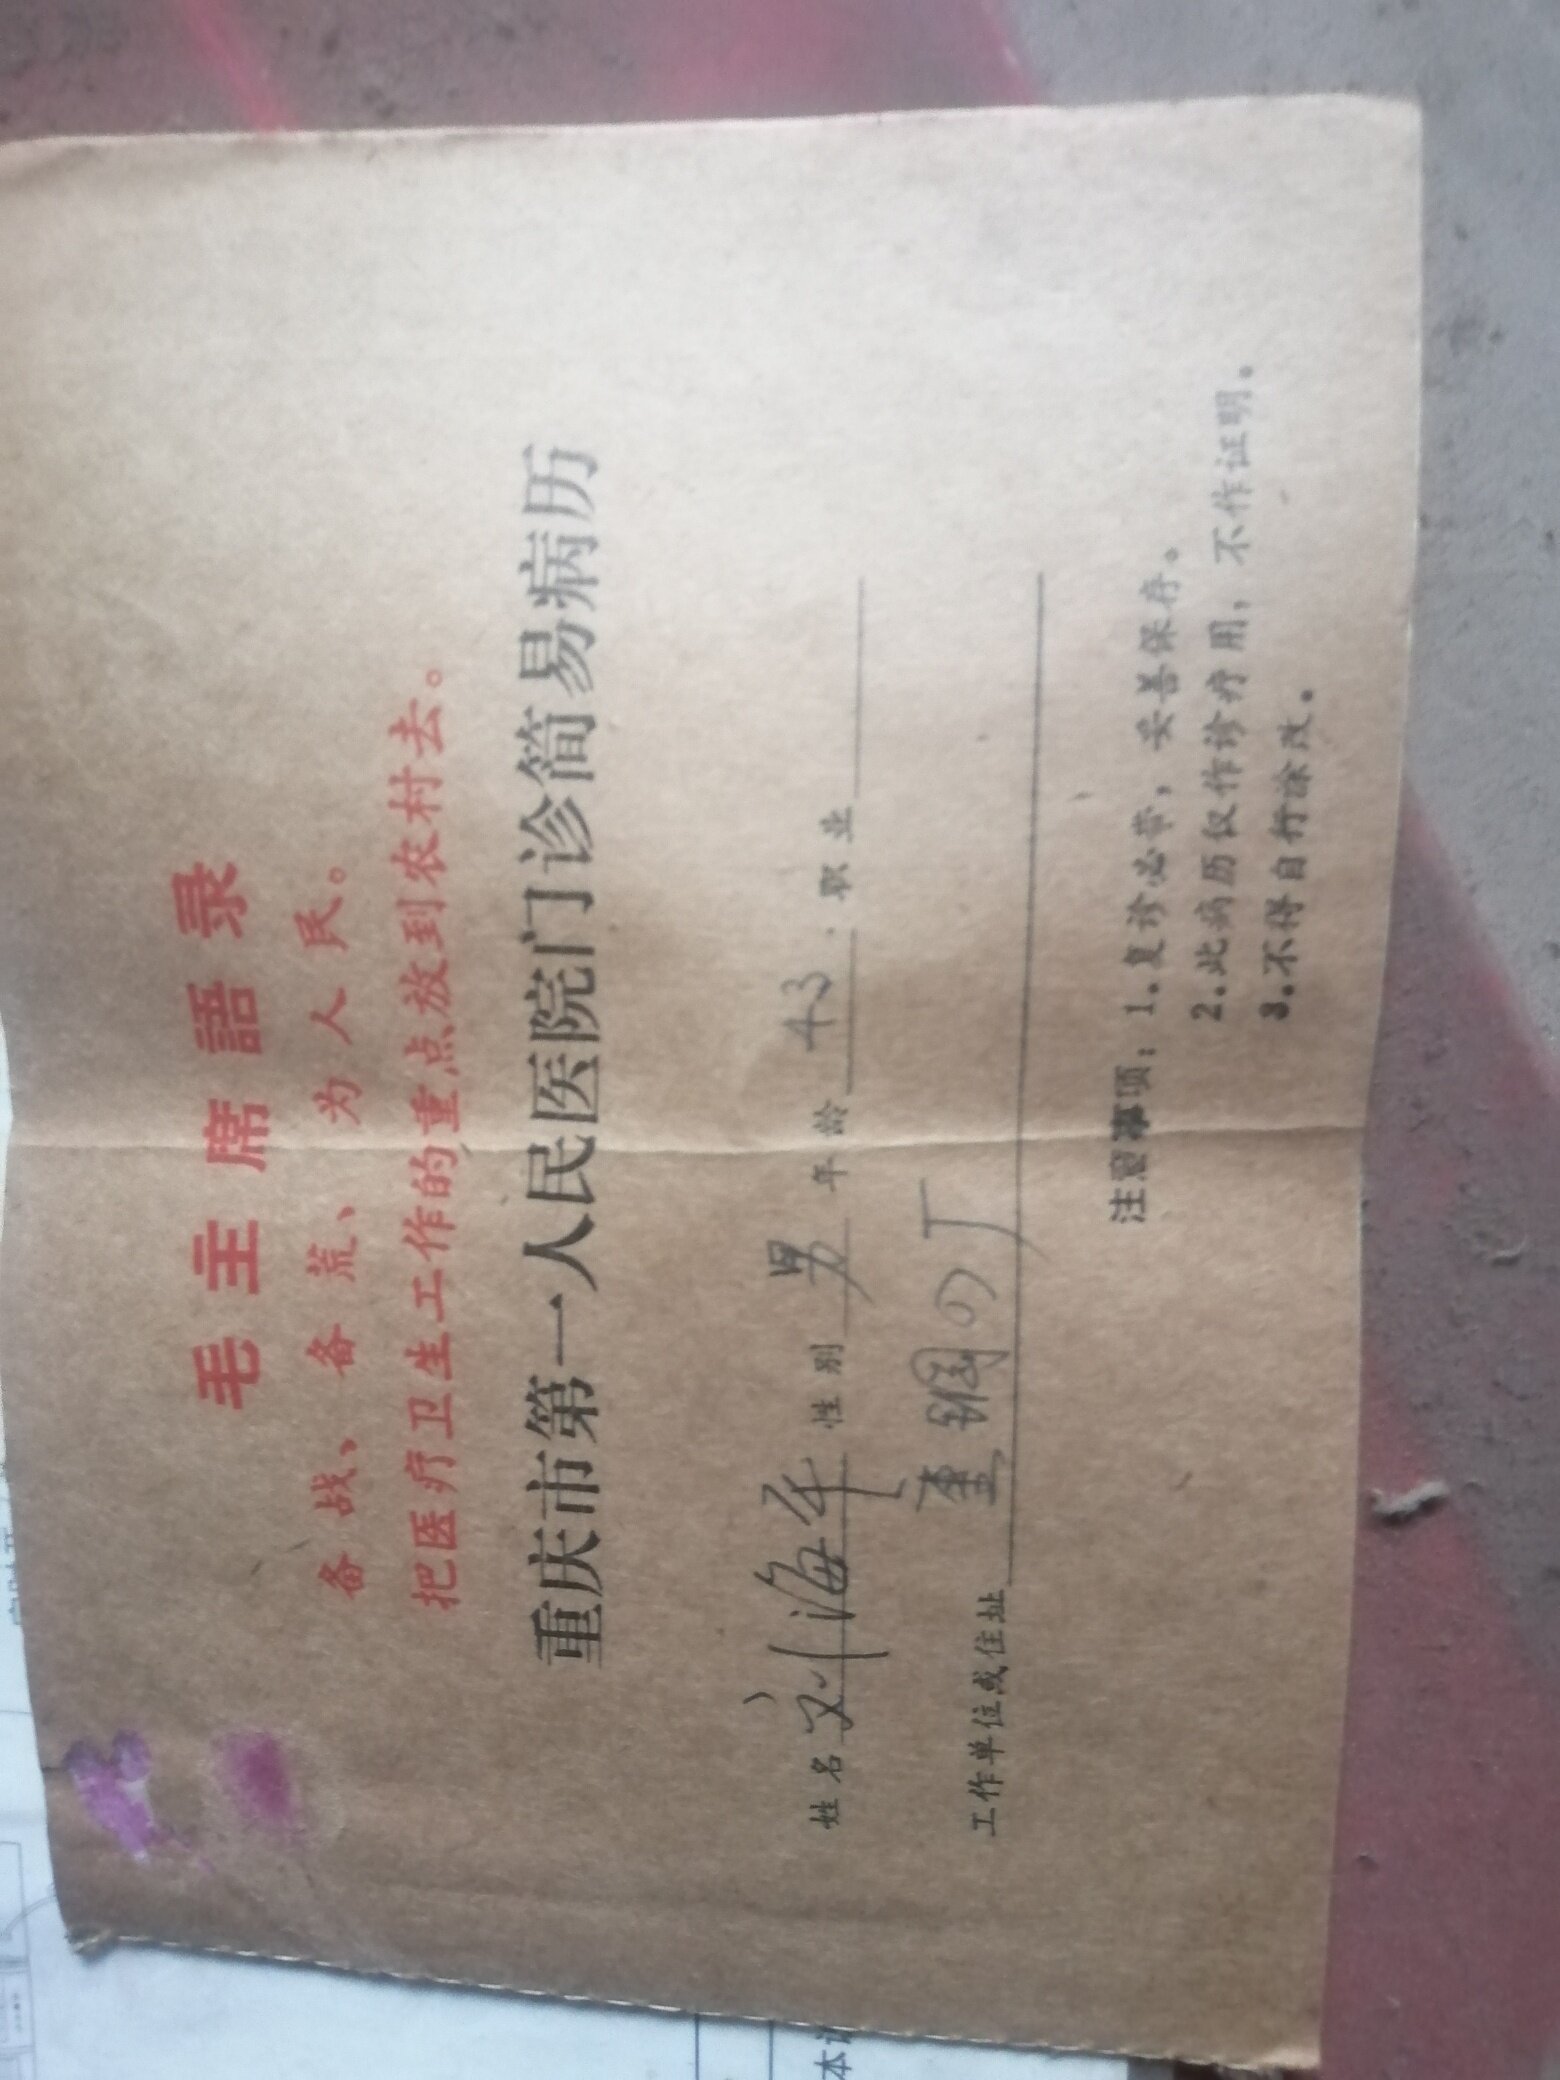 毛主席語录
备战、备荒、为人民。
把医疗卫生工作的重点放到农村去。
重庆市第一人民医院门诊简易病历
姓名 刘海平 性别 男 年龄 43 职业
工作单位或住址 重钢四厂
注意事项：1.复诊必带，妥善保存。
2.此病历仅作诊疗用，不作证明。
3.不得自行涂改。
本